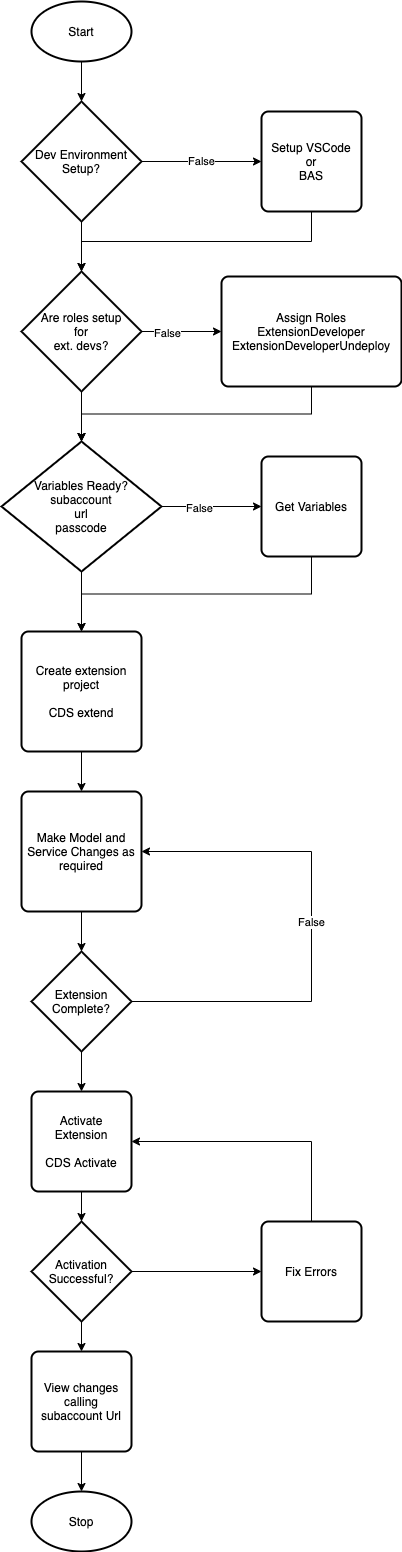 Start
Dev Environment
Setup?
False
Setup VSCode
or
BAS
Are roles setup
for
ext. devs?
False
Assign Roles
ExtensionDeveloper
ExtensionDeveloperUndeploy
Variables Ready?
subaccount
url
passcode
False
Get Variables
Create extension
project
CDS extend
Make Model and
Service Changes as
required
False
Extension
Complete?
Activate
Extension
CDS Activate
Activation
Successful?
Fix Errors
View changes
calling
subaccount Url
Stop